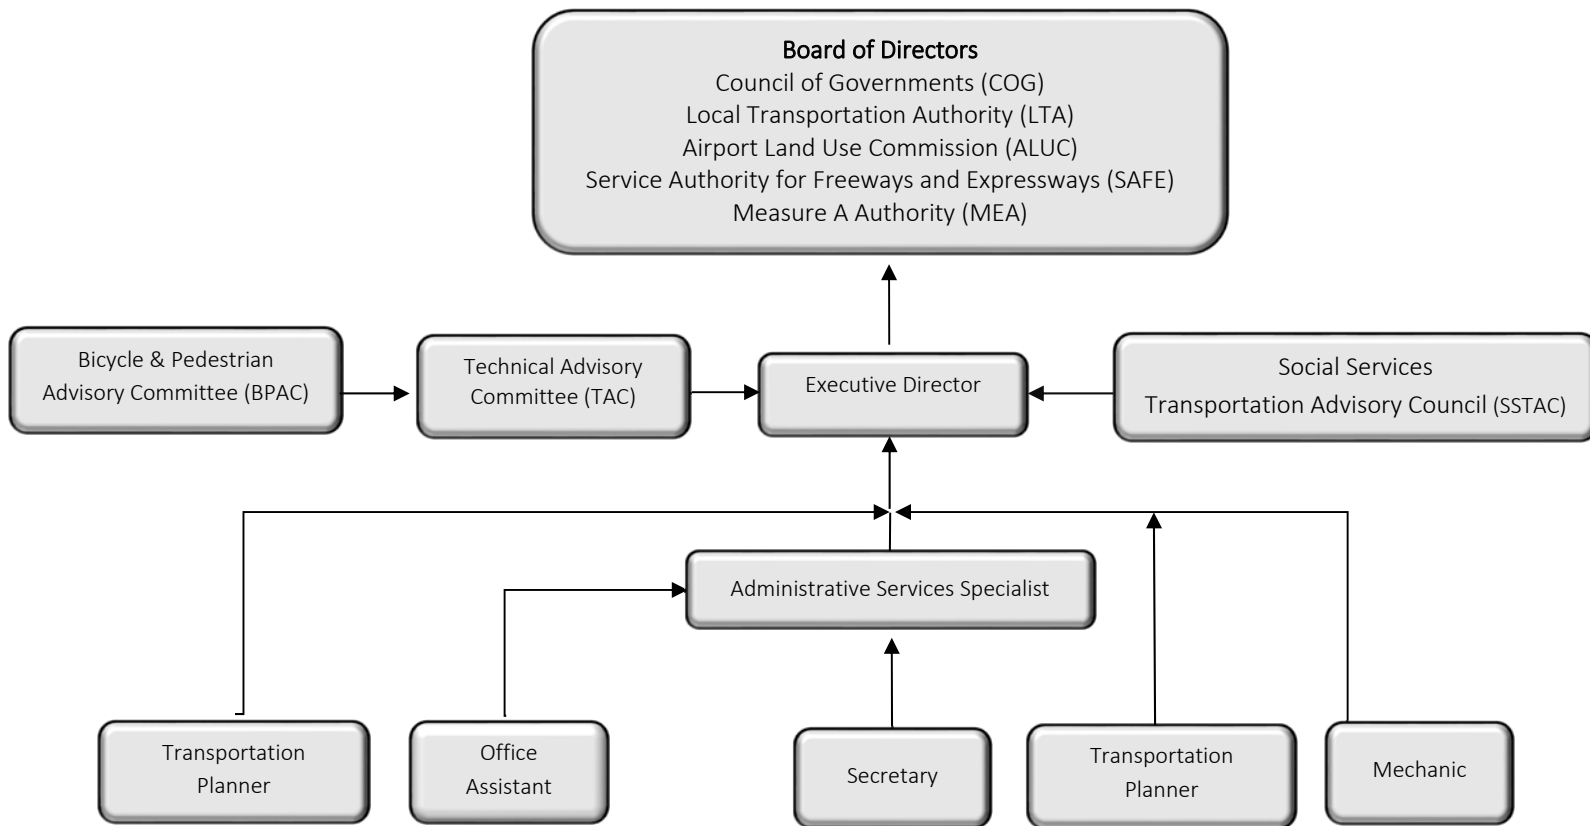 Board of Directors
Council of Governments (COG)
Local Transportation Authority (LTA)
Airport Land Use Commission (ALUC)
Service Authority for Freeways and Expressways (SAFE)
Measure A Authority (MEA)
Bicycle & Pedestrian
Advisory Committee (BPAC)
Technical Advisory
Committee (TAC)
Executive Director
Social Services
Transportation Advisory Council (SSTAC)
Administrative Services Specialist
Transportation
Planner
Office
Assistant
Secretary
Transportation
Planner
Mechanic